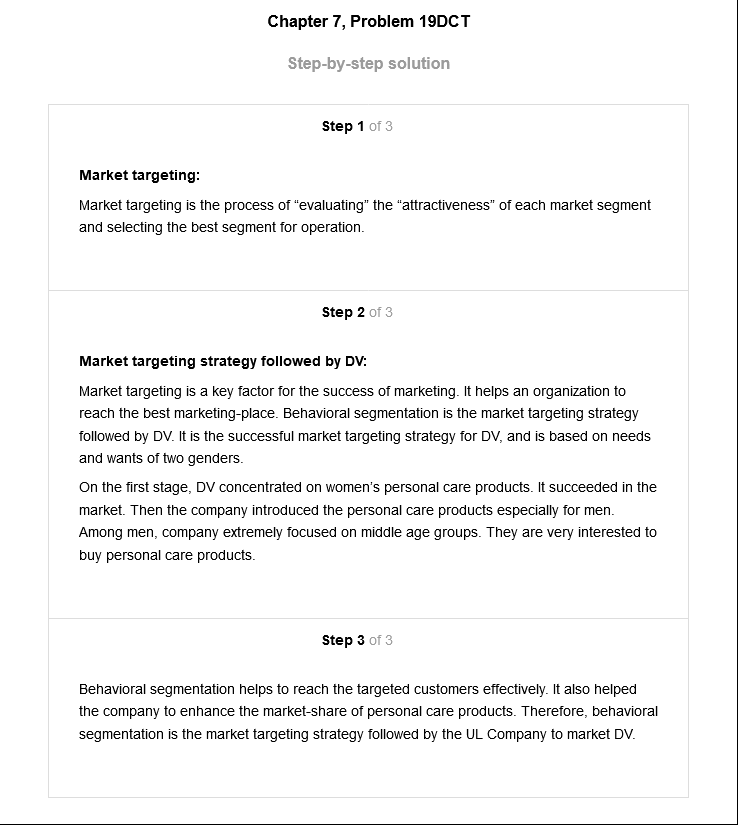 Chapter 7, Problem 19DCT
Step-by-step solution
Step 1 of 3
Market targeting:
Market targeting is the process of “evaluating” the “attractiveness” of each market segment
and selecting the best segment for operation.
Step 2 of 3
Market targeting strategy followed by DV:
Market targeting is a key factor for the success of marketing. It helps an organization to
reach the best marketing-place. Behavioral segmentation is the market targeting strategy
followed by DV. It is the successful market targeting strategy for DV, and is based on needs
and wants of two genders.
On the first stage, DV concentrated on women’s personal care products. It succeeded in the
market. Then the company introduced the personal care products especially for men.
Among men, company extremely focused on middle age groups. They are very interested to
buy personal care products.
Step 3 of 3
Behavioral segmentation helps to reach the targeted customers effectively. It also helped
the company to enhance the market-share of personal care products. Therefore, behavioral
segmentation is the market targeting strategy followed by the UL Company to market DV.